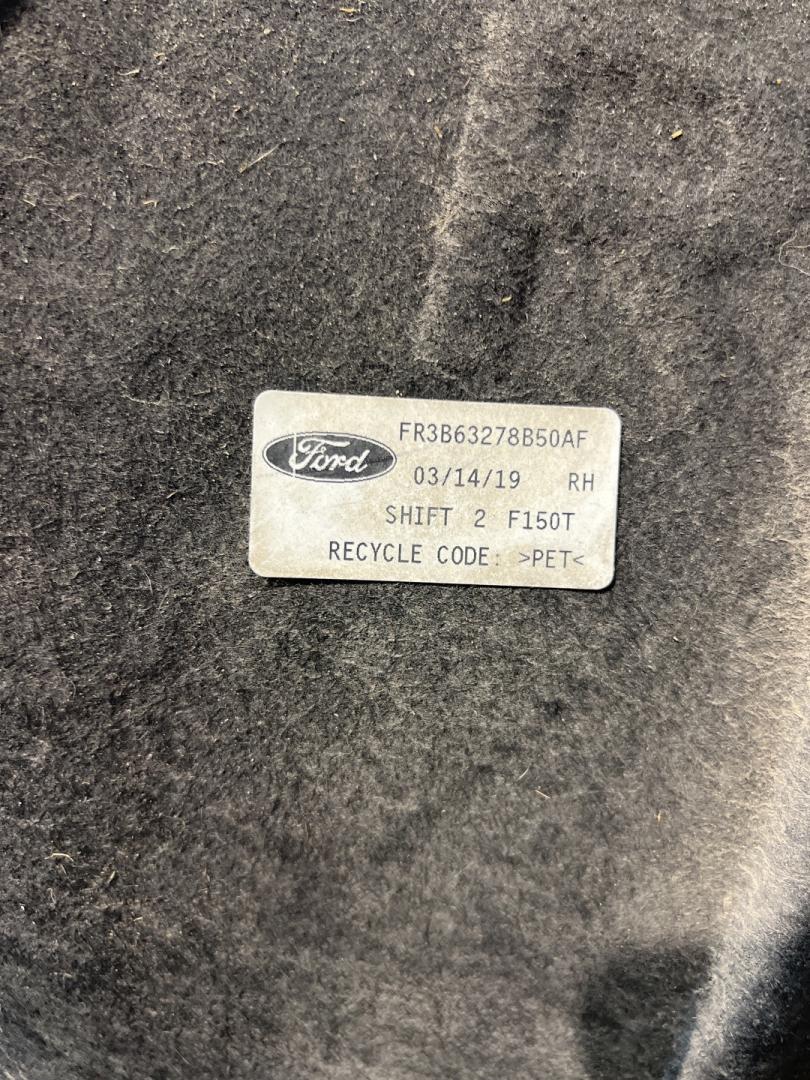 Ford
FR3B63278B50AF
03/14/19 RH
SHIFT 2 F150T
RECYCLE CODE: >PET<